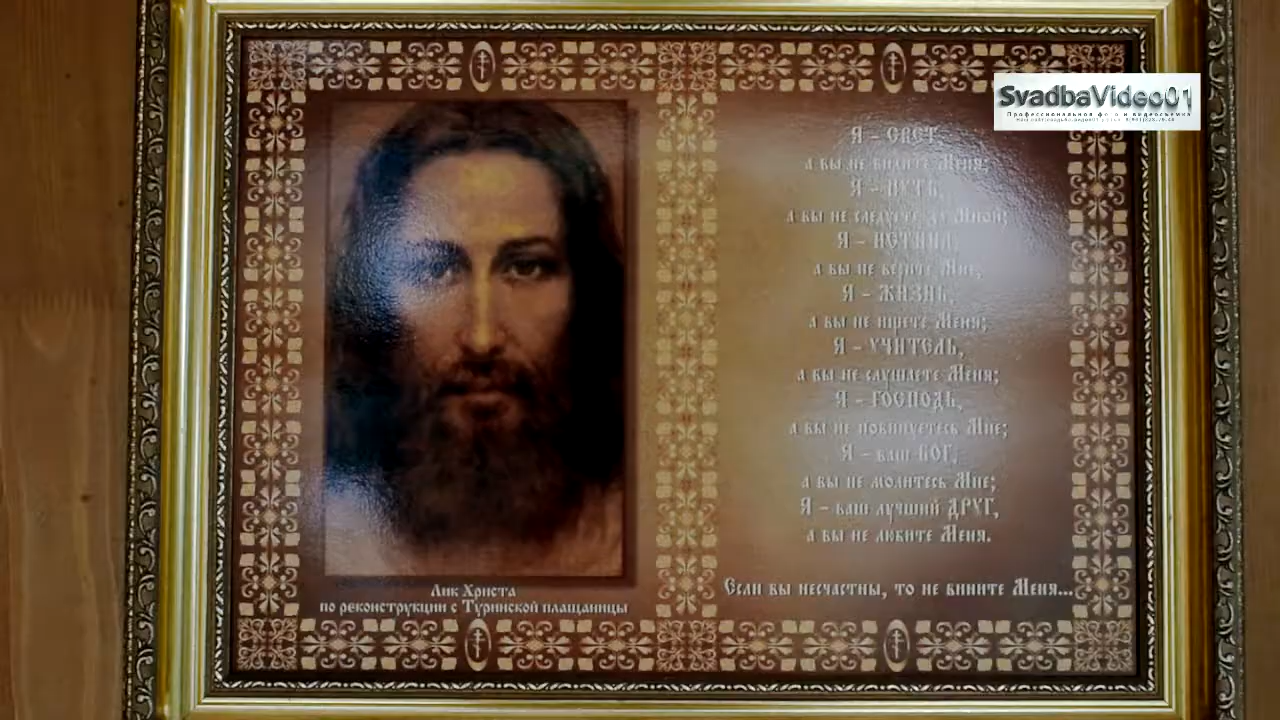 SvadbaVideo01
Профессиональная фото и видеосъемка
Я – СВЕТ,
а вы не видите Меня;
Я – ПУТЬ,
а вы не следуете за Мной;
Я – ИСТИНА,
а вы не верите Мне;
Я – ЖИЗНЬ,
а вы не ищете Меня;
Я – УЧИТЕЛЬ,
а вы не слушаете Меня;
Я – ГОСПОДЬ,
а вы не повинуетесь Мне;
Я – ваш БОГ,
а вы не молитесь Мне;
Я – ваш лучший ДРУГ,
а вы не любите Меня.
Если вы несчастны, то не вините Меня...
Лик Христа
по реконструкции с Туринской плащаницы